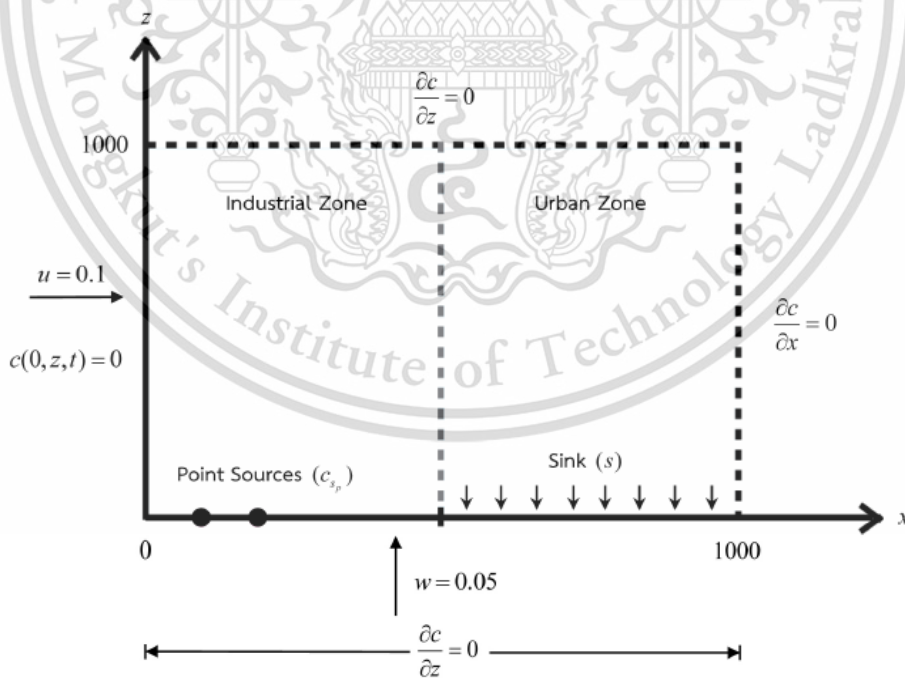 z
∂c/∂z = 0
1000
Industrial Zone
Urban Zone
u = 0.1
c(0, z, t) = 0
∂c/∂x = 0
Point Sources (c_{s_p})
Sink (s)
x
0
1000
w = 0.05
∂c/∂z = 0
Mongkut's Institute of Technology Ladkra